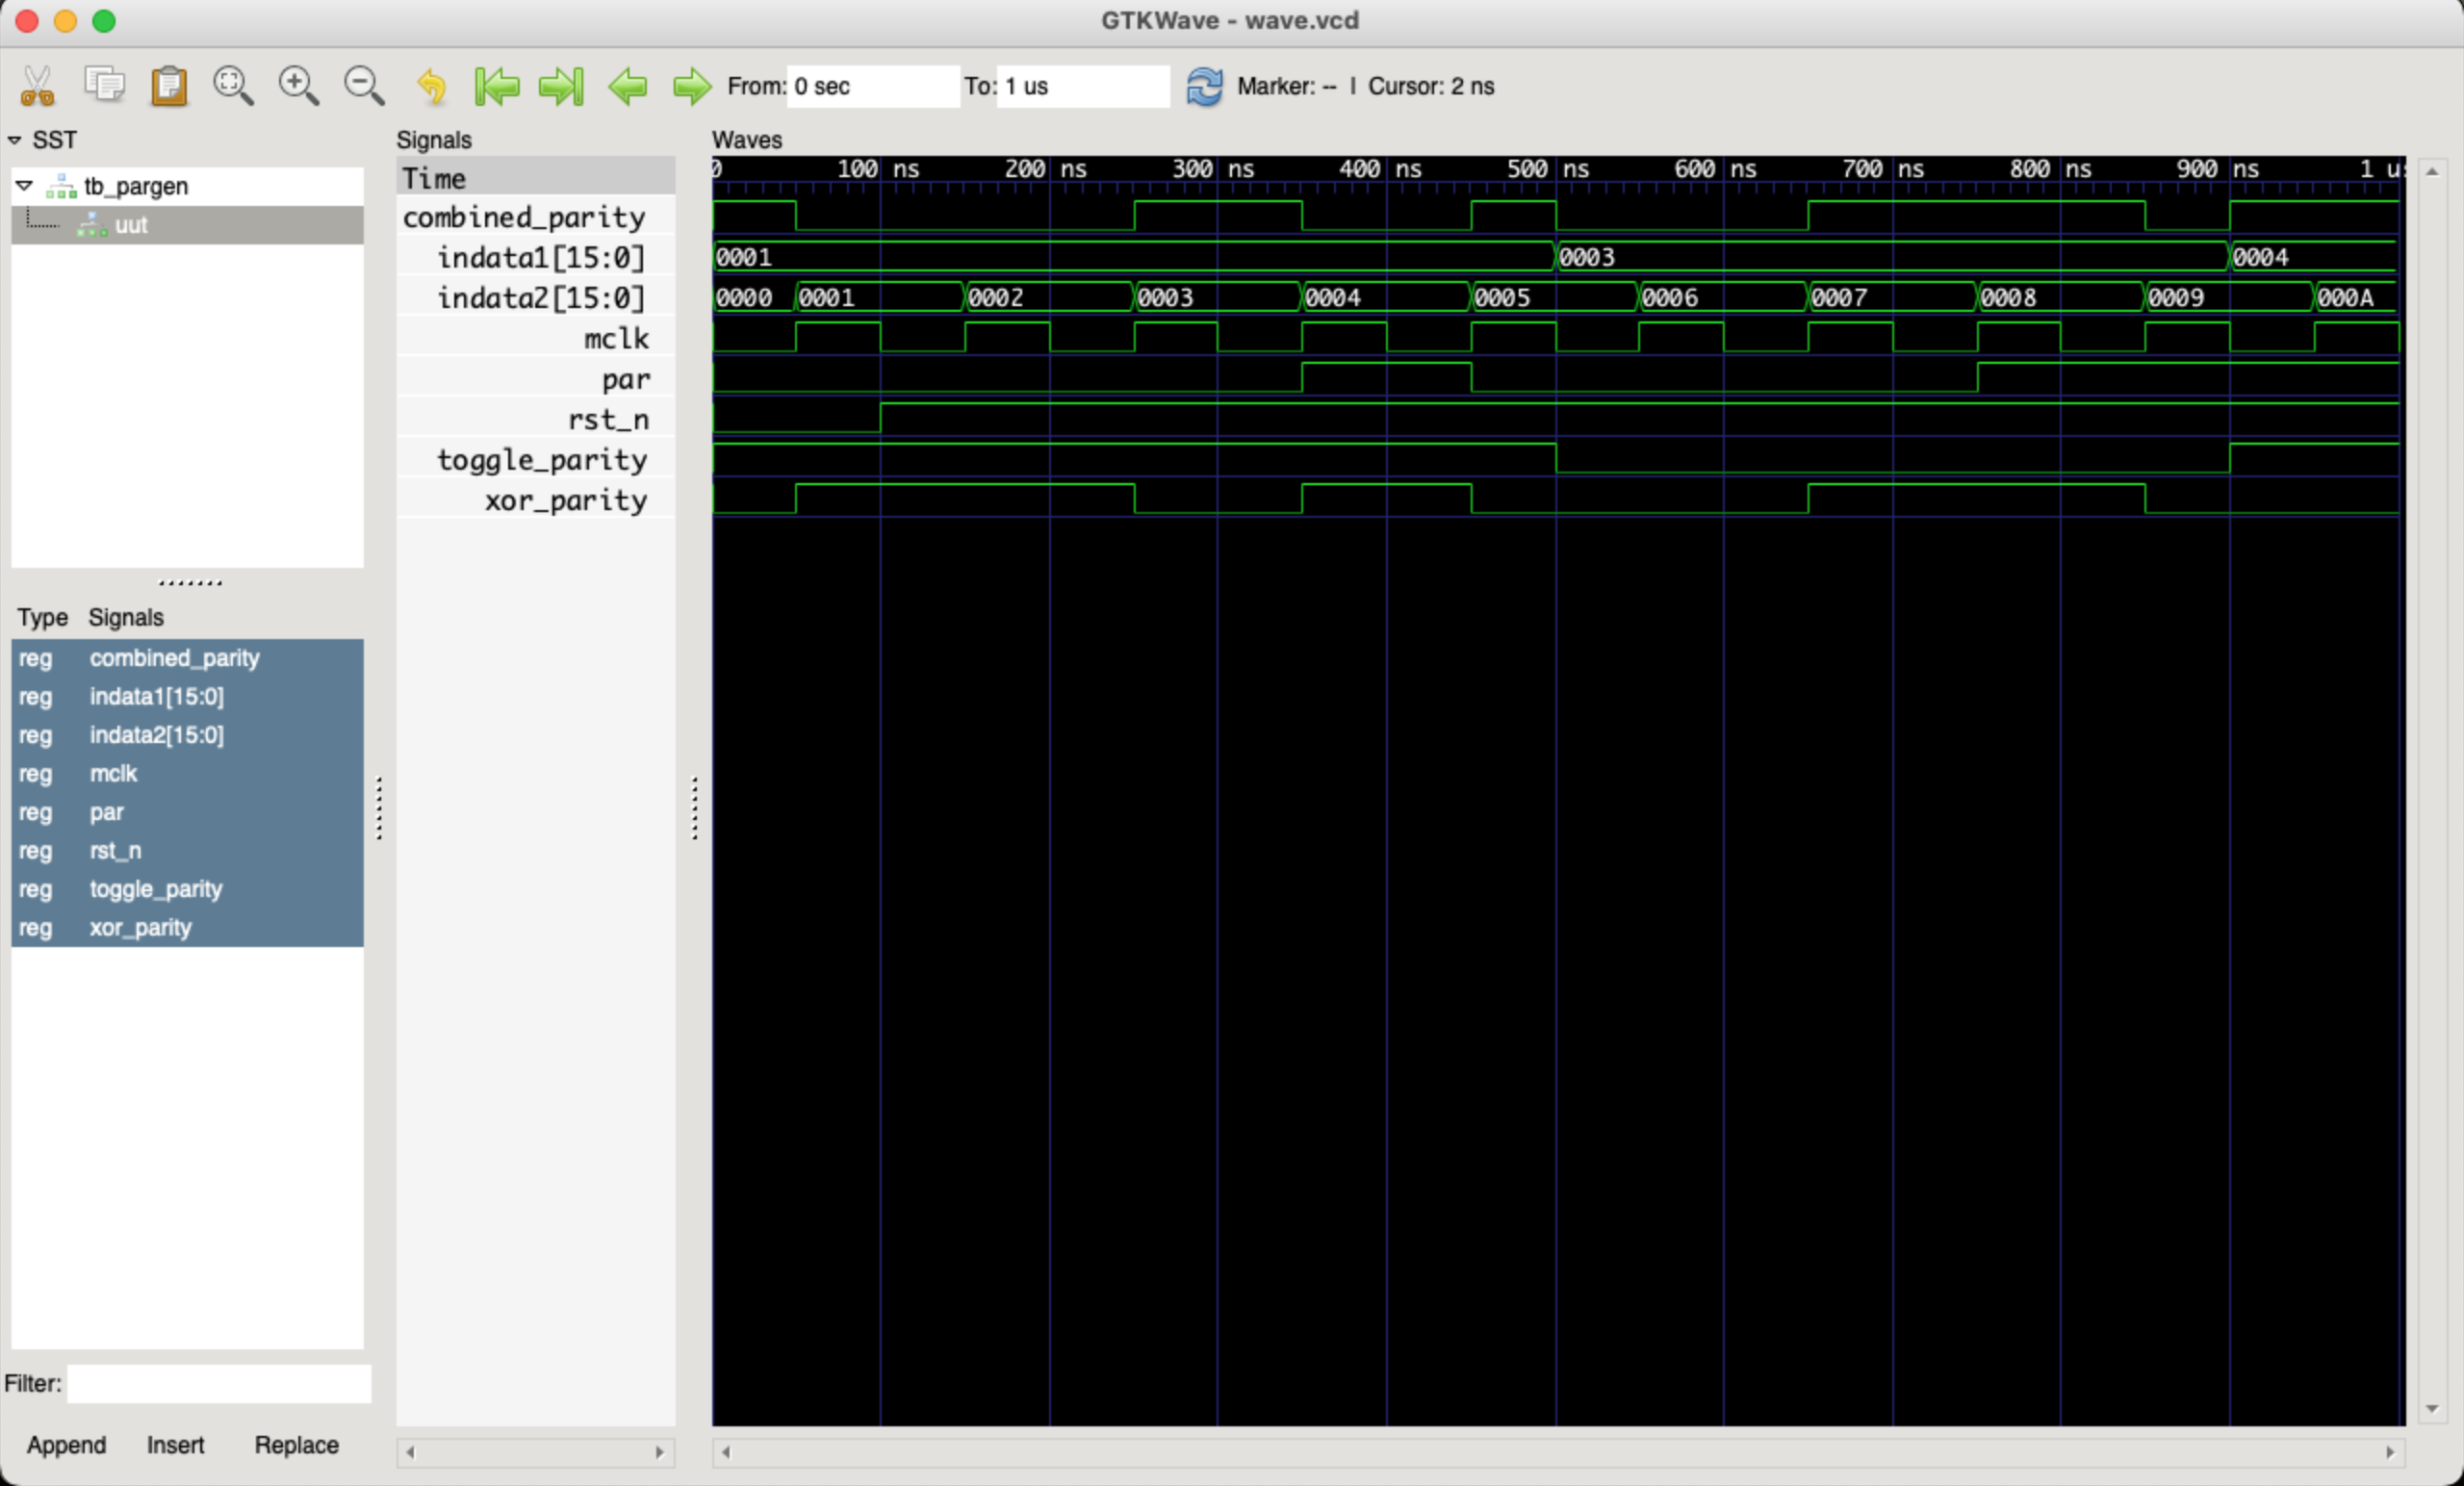 GTKWave - wave.vcd
From: 0 sec To: 1 us Marker: -- | Cursor: 2 ns
SST
tb_pargen
uut
Type Signals
reg combined_parity
reg indata1[15:0]
reg indata2[15:0]
reg mclk
reg par
reg rst_n
reg toggle_parity
reg xor_parity
Filter:
Append Insert Replace
Signals
Time
combined_parity
indata1[15:0]
indata2[15:0]
mclk
par
rst_n
toggle_parity
xor_parity
Waves
0 100 ns 200 ns 300 ns 400 ns 500 ns 600 ns 700 ns 800 ns 900 ns 1 us
0001 0003 0004
0000 0001 0002 0003 0004 0005 0006 0007 0008 0009 000A